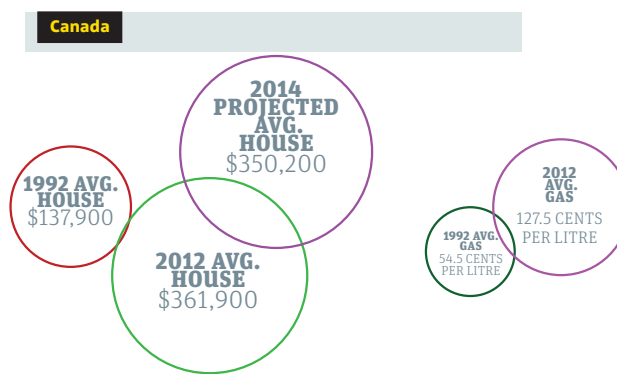 Canada
2014
PROJECTED
AVG.
HOUSE
$350,200
1992 AVG.
HOUSE
$137,900
2012 AVG.
HOUSE
$361,900
2012
AVG.
GAS
127.5 CENTS
PER LITRE
1992 AVG.
GAS
54.5 CENTS
PER LITRE